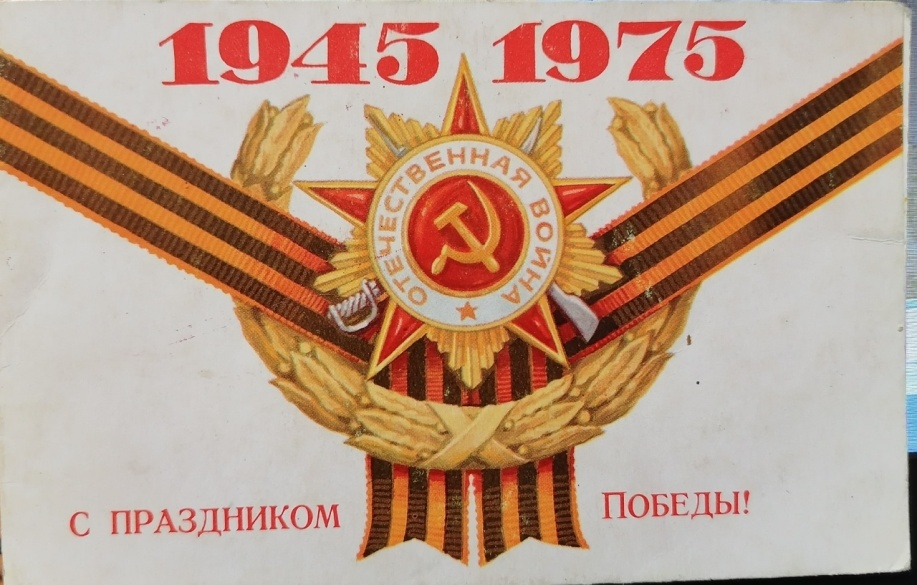 1945 1975
ОТЕЧЕСТВЕННАЯ ВОЙНА
С ПРАЗДНИКОМ ПОБЕДЫ!